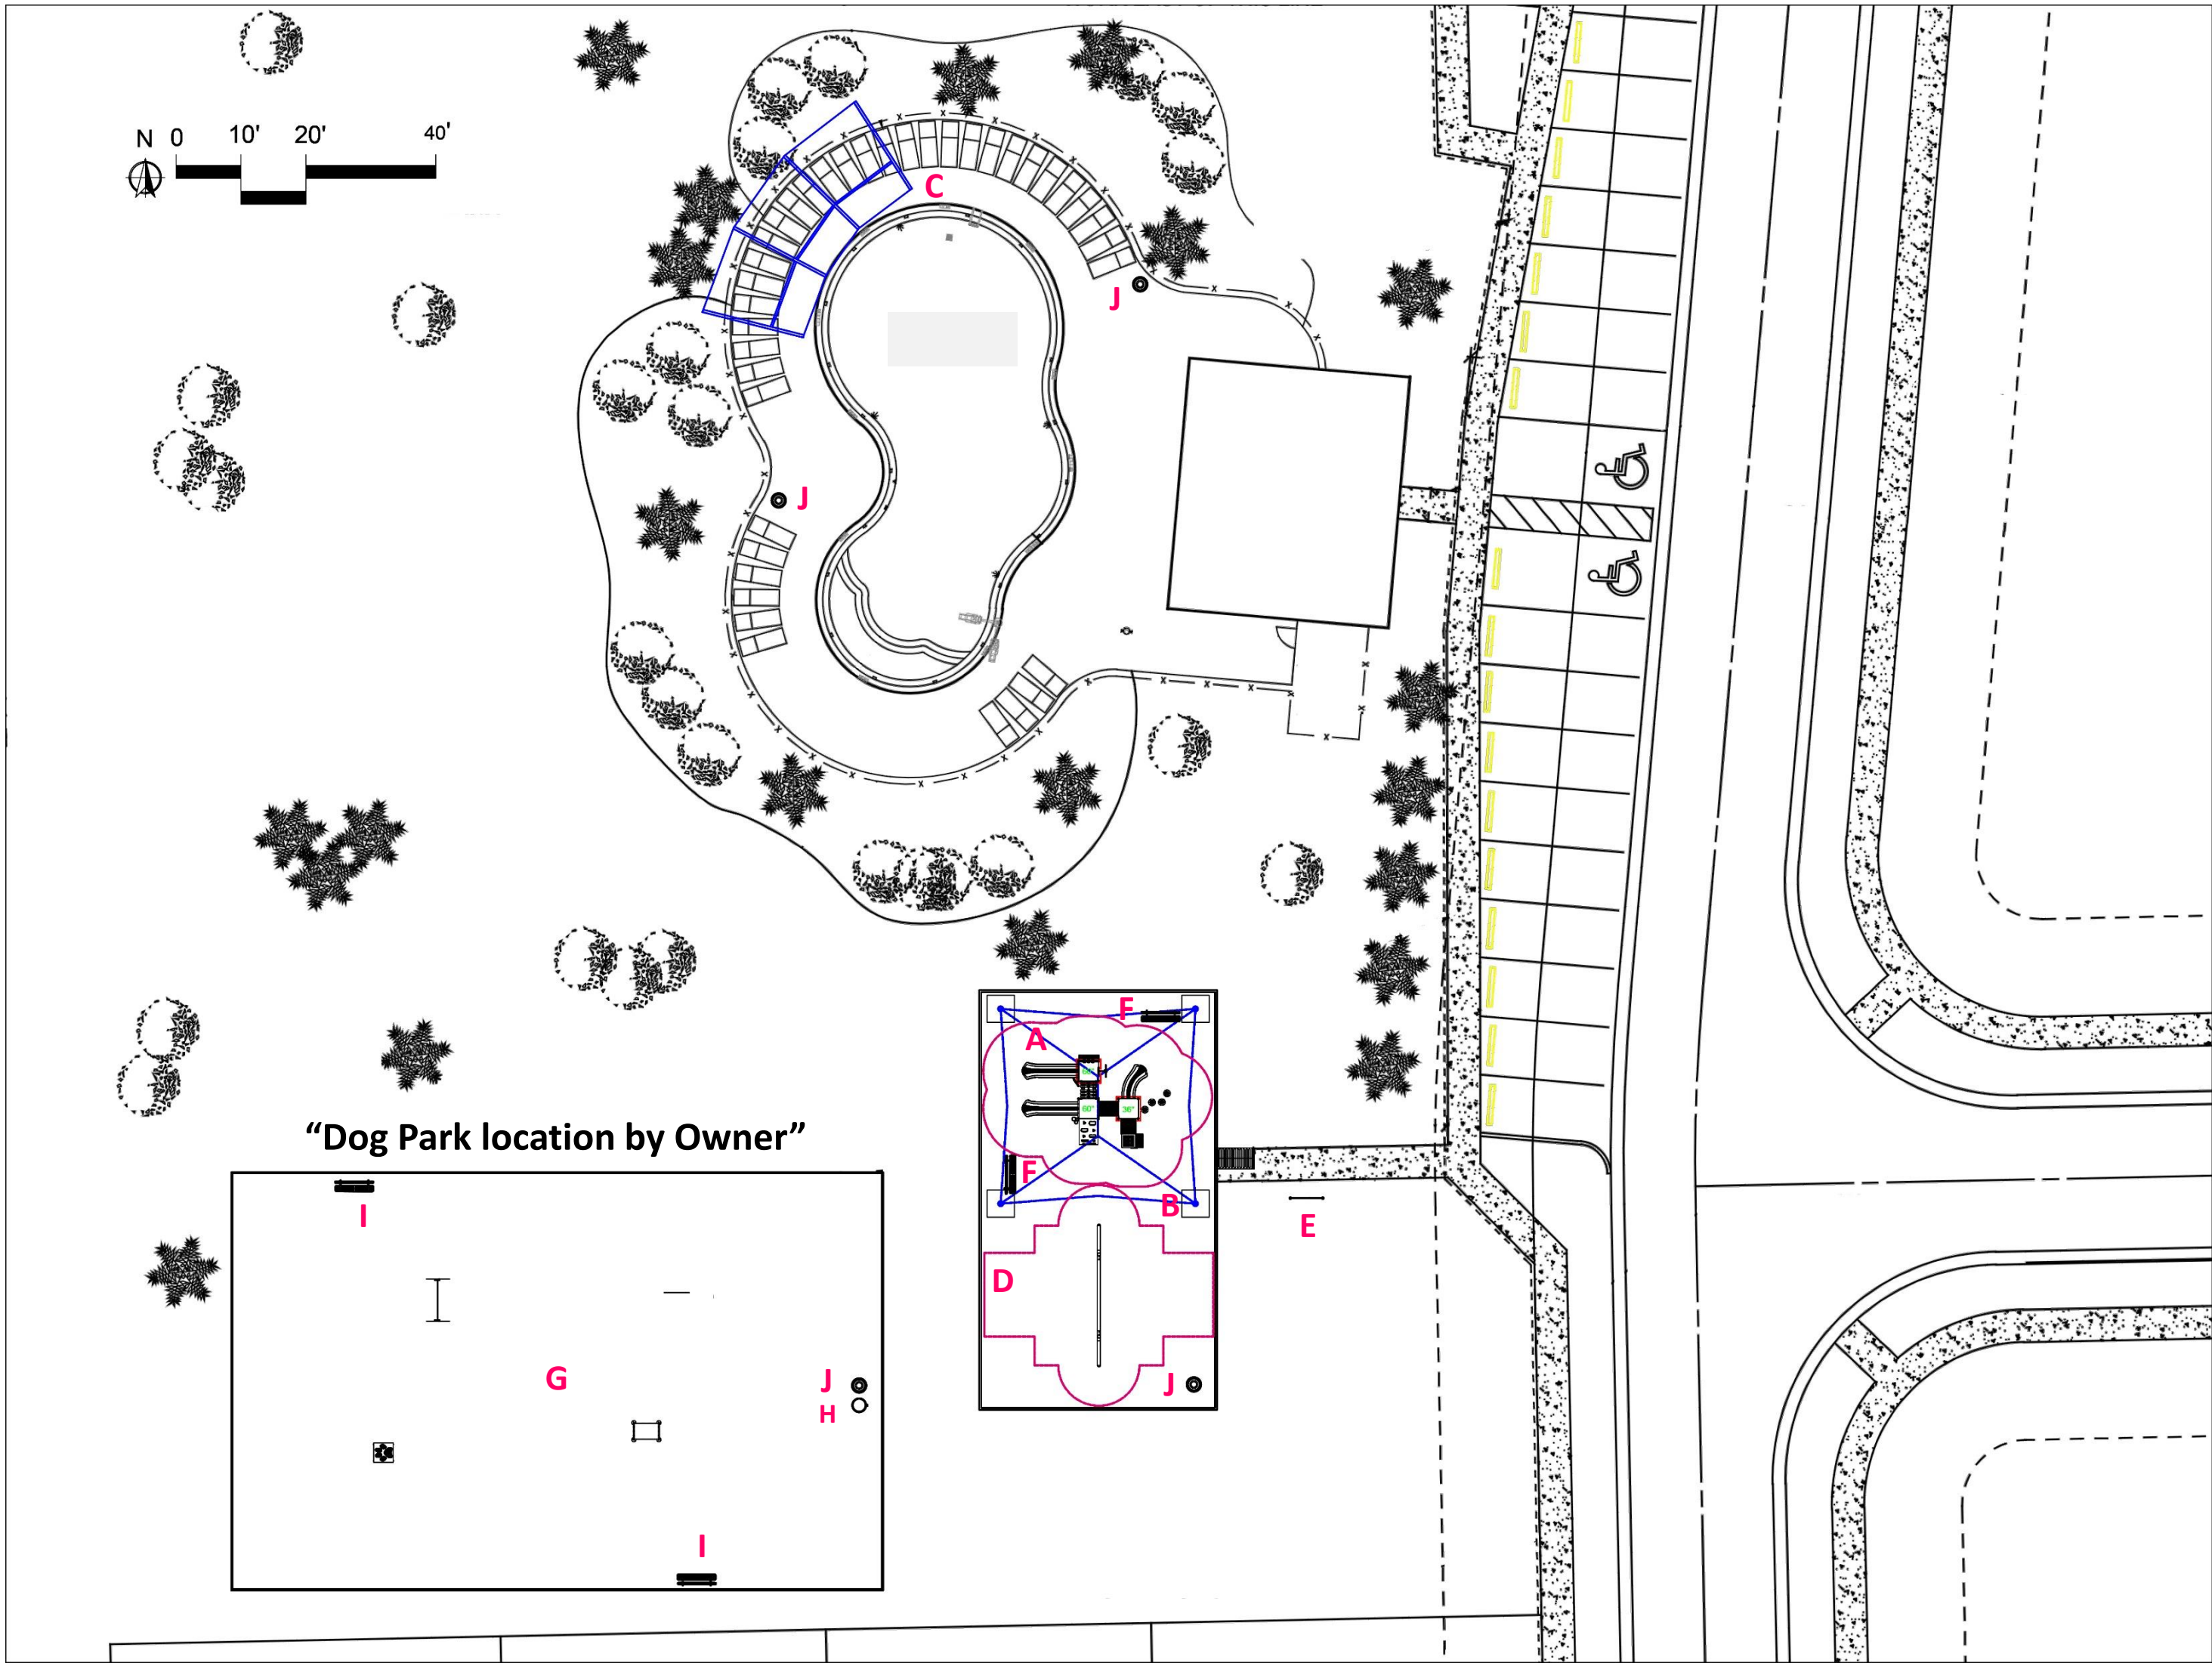 N 0 10' 20' 40'
C
J
J
F
A
60"
36"
“Dog Park location by Owner”
F
I
B
E
D
G
J
H
J
I